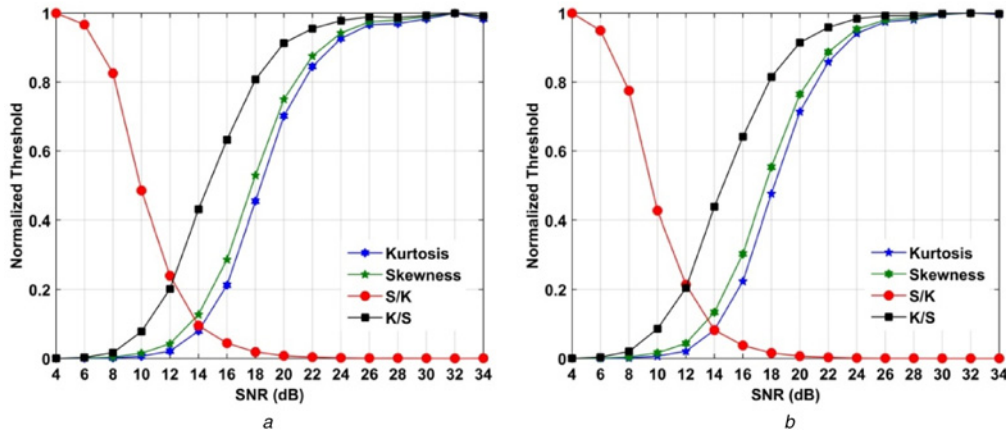 Normalized Threshold
1
0.8
0.6
0.4
0.2
0
Kurtosis
Skewness
S/K
K/S
4 6 8 10 12 14 16 18 20 22 24 26 28 30 32 34
SNR (dB)
a
Normalized Threshold
1
0.8
0.6
0.4
0.2
0
Kurtosis
Skewness
S/K
K/S
4 6 8 10 12 14 16 18 20 22 24 26 28 30 32 34
SNR (dB)
b